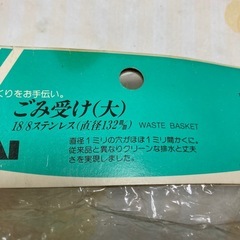 くりをお手伝い。
ごみ受け(大)
18/8ステンレス(直径132㎜) WASTE BASKET
直径1ミリの穴がほぼ1ミリ間かくに。
従来品と異なりクリーンな排水と丈夫
さを実現しました。
AI